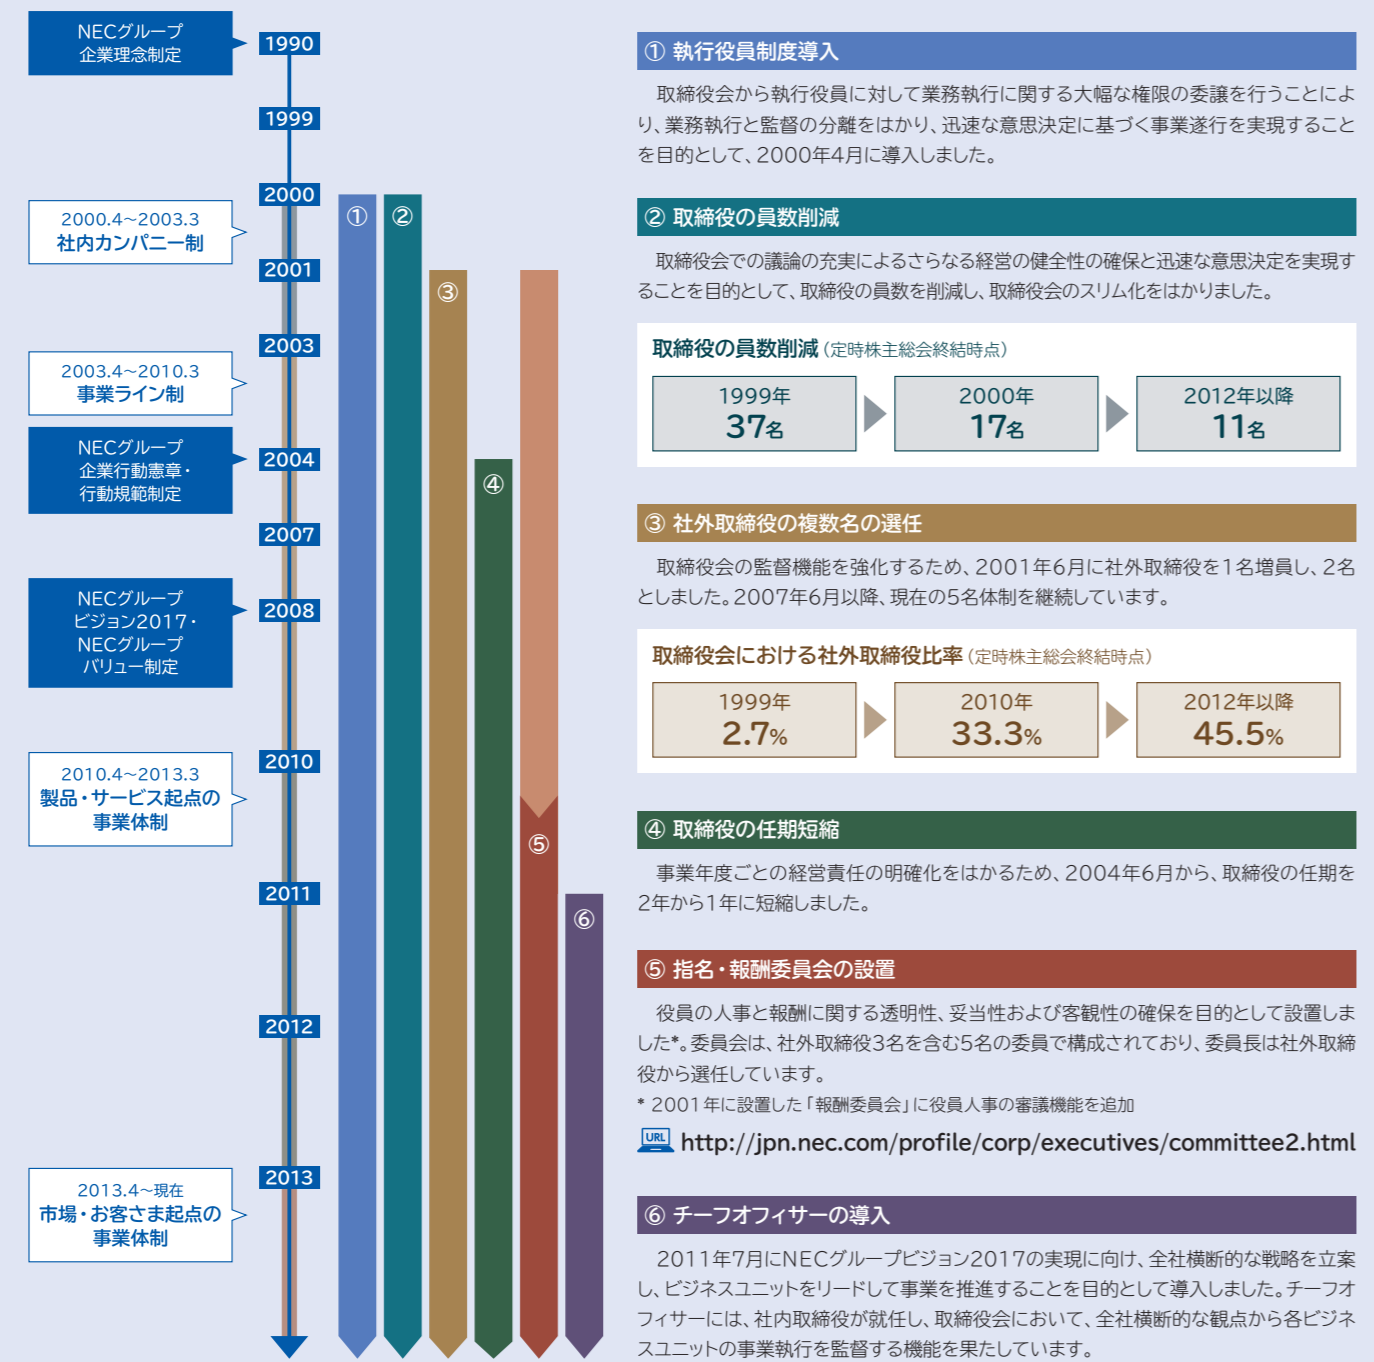 NECグループ
企業理念制定
1990
1999
2000
2000.4~2003.3
社内カンパニー制
2001
2003
2003.4~2010.3
事業ライン制
NECグループ
企業行動憲章・
行動規範制定
2004
2007
NECグループ
ビジョン2017・
NECグループ
バリュー制定
2008
2010
2010.4~2013.3
製品・サービス起点の
事業体制
2011
2012
2013
2013.4~現在
市場・お客さま起点の
事業体制
①
②
③
④
⑤
⑥
① 執行役員制度導入
取締役会から執行役員に対して業務執行に関する大幅な権限の委譲を行うことによ
り、業務執行と監督の分離をはかり、迅速な意思決定に基づく事業遂行を実現すること
を目的として、2000年4月に導入しました。
② 取締役の員数削減
取締役会での議論の充実によるさらなる経営の健全性の確保と迅速な意思決定を実現す
ることを目的として、取締役の員数を削減し、取締役会のスリム化をはかりました。
取締役の員数削減(定時株主総会終結時点)
1999年
37名
2000年
17名
2012年以降
11名
③ 社外取締役の複数名の選任
取締役会の監督機能を強化するため、2001年6月に社外取締役を1名増員し、2名
としました。2007年6月以降、現在の5名体制を継続しています。
取締役会における社外取締役比率(定時株主総会終結時点)
1999年
2.7%
2010年
33.3%
2012年以降
45.5%
④ 取締役の任期短縮
事業年度ごとの経営責任の明確化をはかるため、2004年6月から、取締役の任期を
2年から1年に短縮しました。
⑤ 指名・報酬委員会の設置
役員の人事と報酬に関する透明性、妥当性および客観性の確保を目的として設置しま
した*。委員会は、社外取締役3名を含む5名の委員で構成されており、委員長は社外取締
役から選任しています。
* 2001年に設置した「報酬委員会」に役員人事の審議機能を追加
URL http://jpn.nec.com/profile/corp/executives/committee2.html
⑥ チーフオフィサーの導入
2011年7月にNECグループビジョン2017の実現に向け、全社横断的な戦略を立案
し、ビジネスユニットをリードして事業を推進することを目的として導入しました。チーフオ
フィサーには、社内取締役が就任し、取締役会において、全社横断的な観点から各ビジネ
スユニットの事業執行を監督する機能を果たしています。